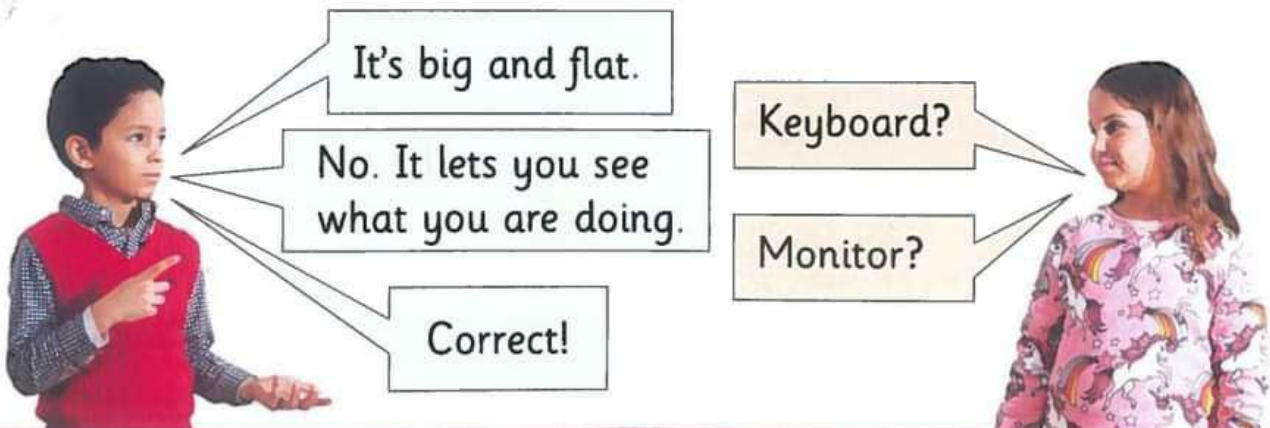 It's big and flat.
Keyboard?
No. It lets you see
what you are doing.
Monitor?
Correct!